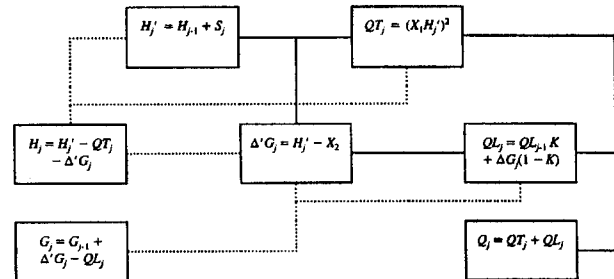 H_j' = H_{j-1} + S_j
QT_j = (X_1H_j')^2
H_j = H_j' − QT_j
− Δ'G_j
Δ'G_j = H_j' − X_2
QL_j = QL_{j-1} K
+ ΔG_j(1 − K)
G_j = G_{j-1} +
Δ'G_j − QL_j
Q_j = QT_j + QL_j